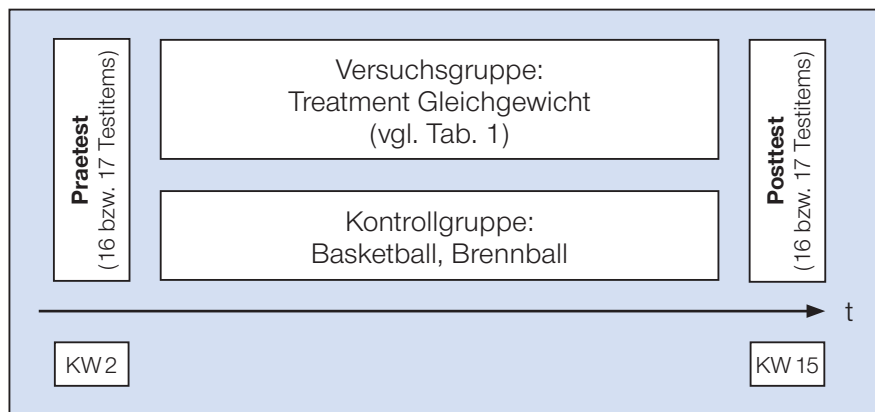 Praetest
(16 bzw. 17 Testitems)
Versuchsgruppe:
Treatment Gleichgewicht
(vgl. Tab. 1)
Kontrollgruppe:
Basketball, Brennball
Posttest
(16 bzw. 17 Testitems)
t
KW 2
KW 15